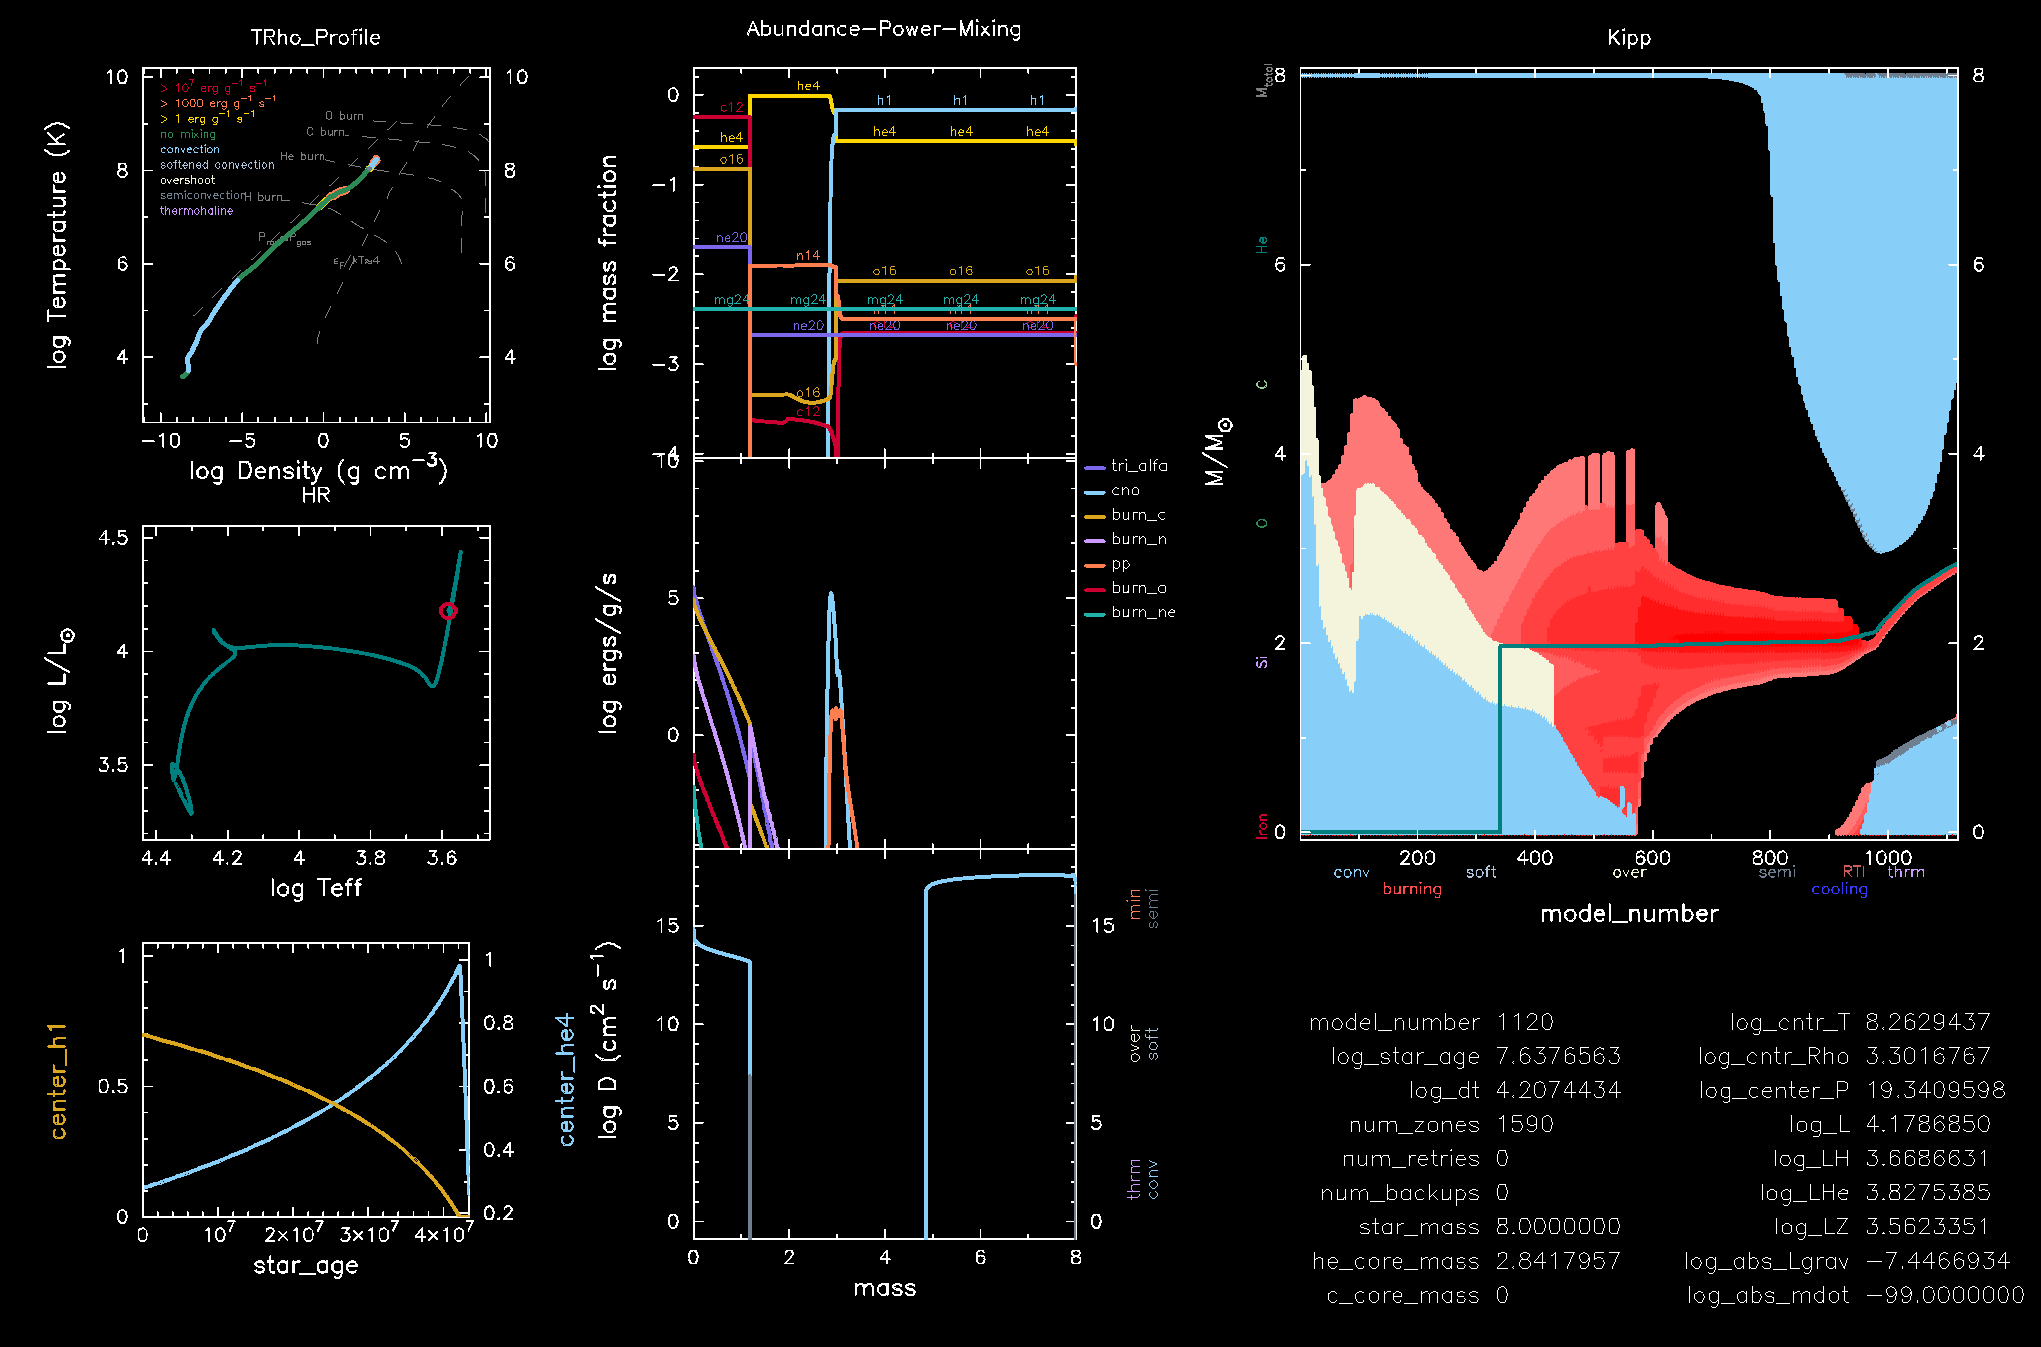 TRho_Profile
10
8
6
4
10
8
6
4
> 10⁷ erg g⁻¹ s⁻¹
> 1000 erg g⁻¹ s⁻¹
> 1 erg g⁻¹ s⁻¹
no mixing
convection
softened convection
overshoot
semiconvection
thermohaline
O burn
C burn
He burn
H burn
εF/kT≈4
−10 −5 0 5 10
log Density (g cm⁻³)
log Temperature (K)
HR
4.5
4
3.5
4.4 4.2 4 3.8 3.6
log Teff
log L/L☉
1
0.5
0
1
0.8
0.6
0.4
0.2
0 10⁷ 2×10⁷ 3×10⁷ 4×10⁷
star_age
center_h1
center_he4
Abundance−Power−Mixing
0
−1
−2
−3
−4
log mass fraction
he4
c12
he4
o16
ne20
mg24
n14
mg24
ne20
o16
c12
h1 h1 h1
he4 he4 he4
o16 o16 o16
mg24 mg24 mg24
ne20 ne20 ne20
10
5
0
log ergs/g/s
tri_alfa
cno
burn_c
burn_n
pp
burn_o
burn_ne
15
10
5
0
15
10
5
0
log D (cm² s⁻¹)
min
semi
over
soft
thrm
conv
0 2 4 6 8
mass
Kipp
8
6
4
2
0
8
6
4
2
0
M/M☉
Mtotal
He
C
O
Si
Iron
200 400 600 800 1000
conv burning soft over semi cooling RTI thrm
model_number
model_number 1120
log_star_age 7.6376563
log_dt 4.2074434
num_zones 1590
num_retries 0
num_backups 0
star_mass 8.0000000
he_core_mass 2.8417957
c_core_mass 0
log_cntr_T 8.2629437
log_cntr_Rho 3.3016767
log_center_P 19.3409598
log_L 4.1786850
log_LH 3.6686631
log_LHe 3.8275385
log_LZ 3.5623351
log_abs_Lgrav −7.4466934
log_abs_mdot −99.0000000